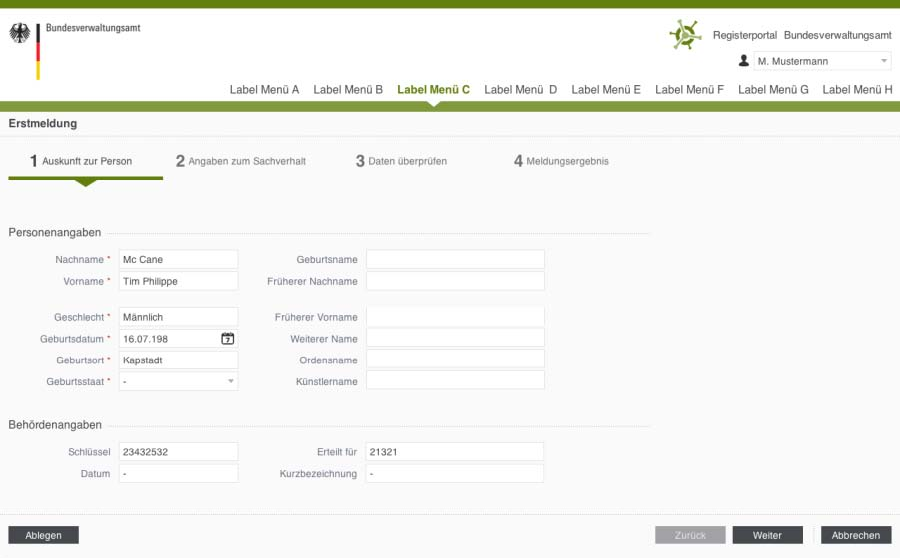 Bundesverwaltungsamt
Registerportal Bundesverwaltungsamt
M. Mustermann
Label Menü A Label Menü B Label Menü C Label Menü D Label Menü E Label Menü F Label Menü G Label Menü H
Erstmeldung
1 Auskunft zur Person 2 Angaben zum Sachverhalt 3 Daten überprüfen 4 Meldungsergebnis
Personenangaben
Nachname * Mc Cane Geburtsname
Vorname * Tim Philippe Früherer Nachname
Geschlecht * Männlich Früherer Vorname
Geburtsdatum * 16.07.198 7 Weiterer Name
Geburtsort * Kapstadt Ordensname
Geburtsstaat * - Künstlername
Behördenangaben
Schlüssel 23432532 Erteilt für 21321
Datum - Kurzbezeichnung -
Ablegen Zurück Weiter Abbrechen